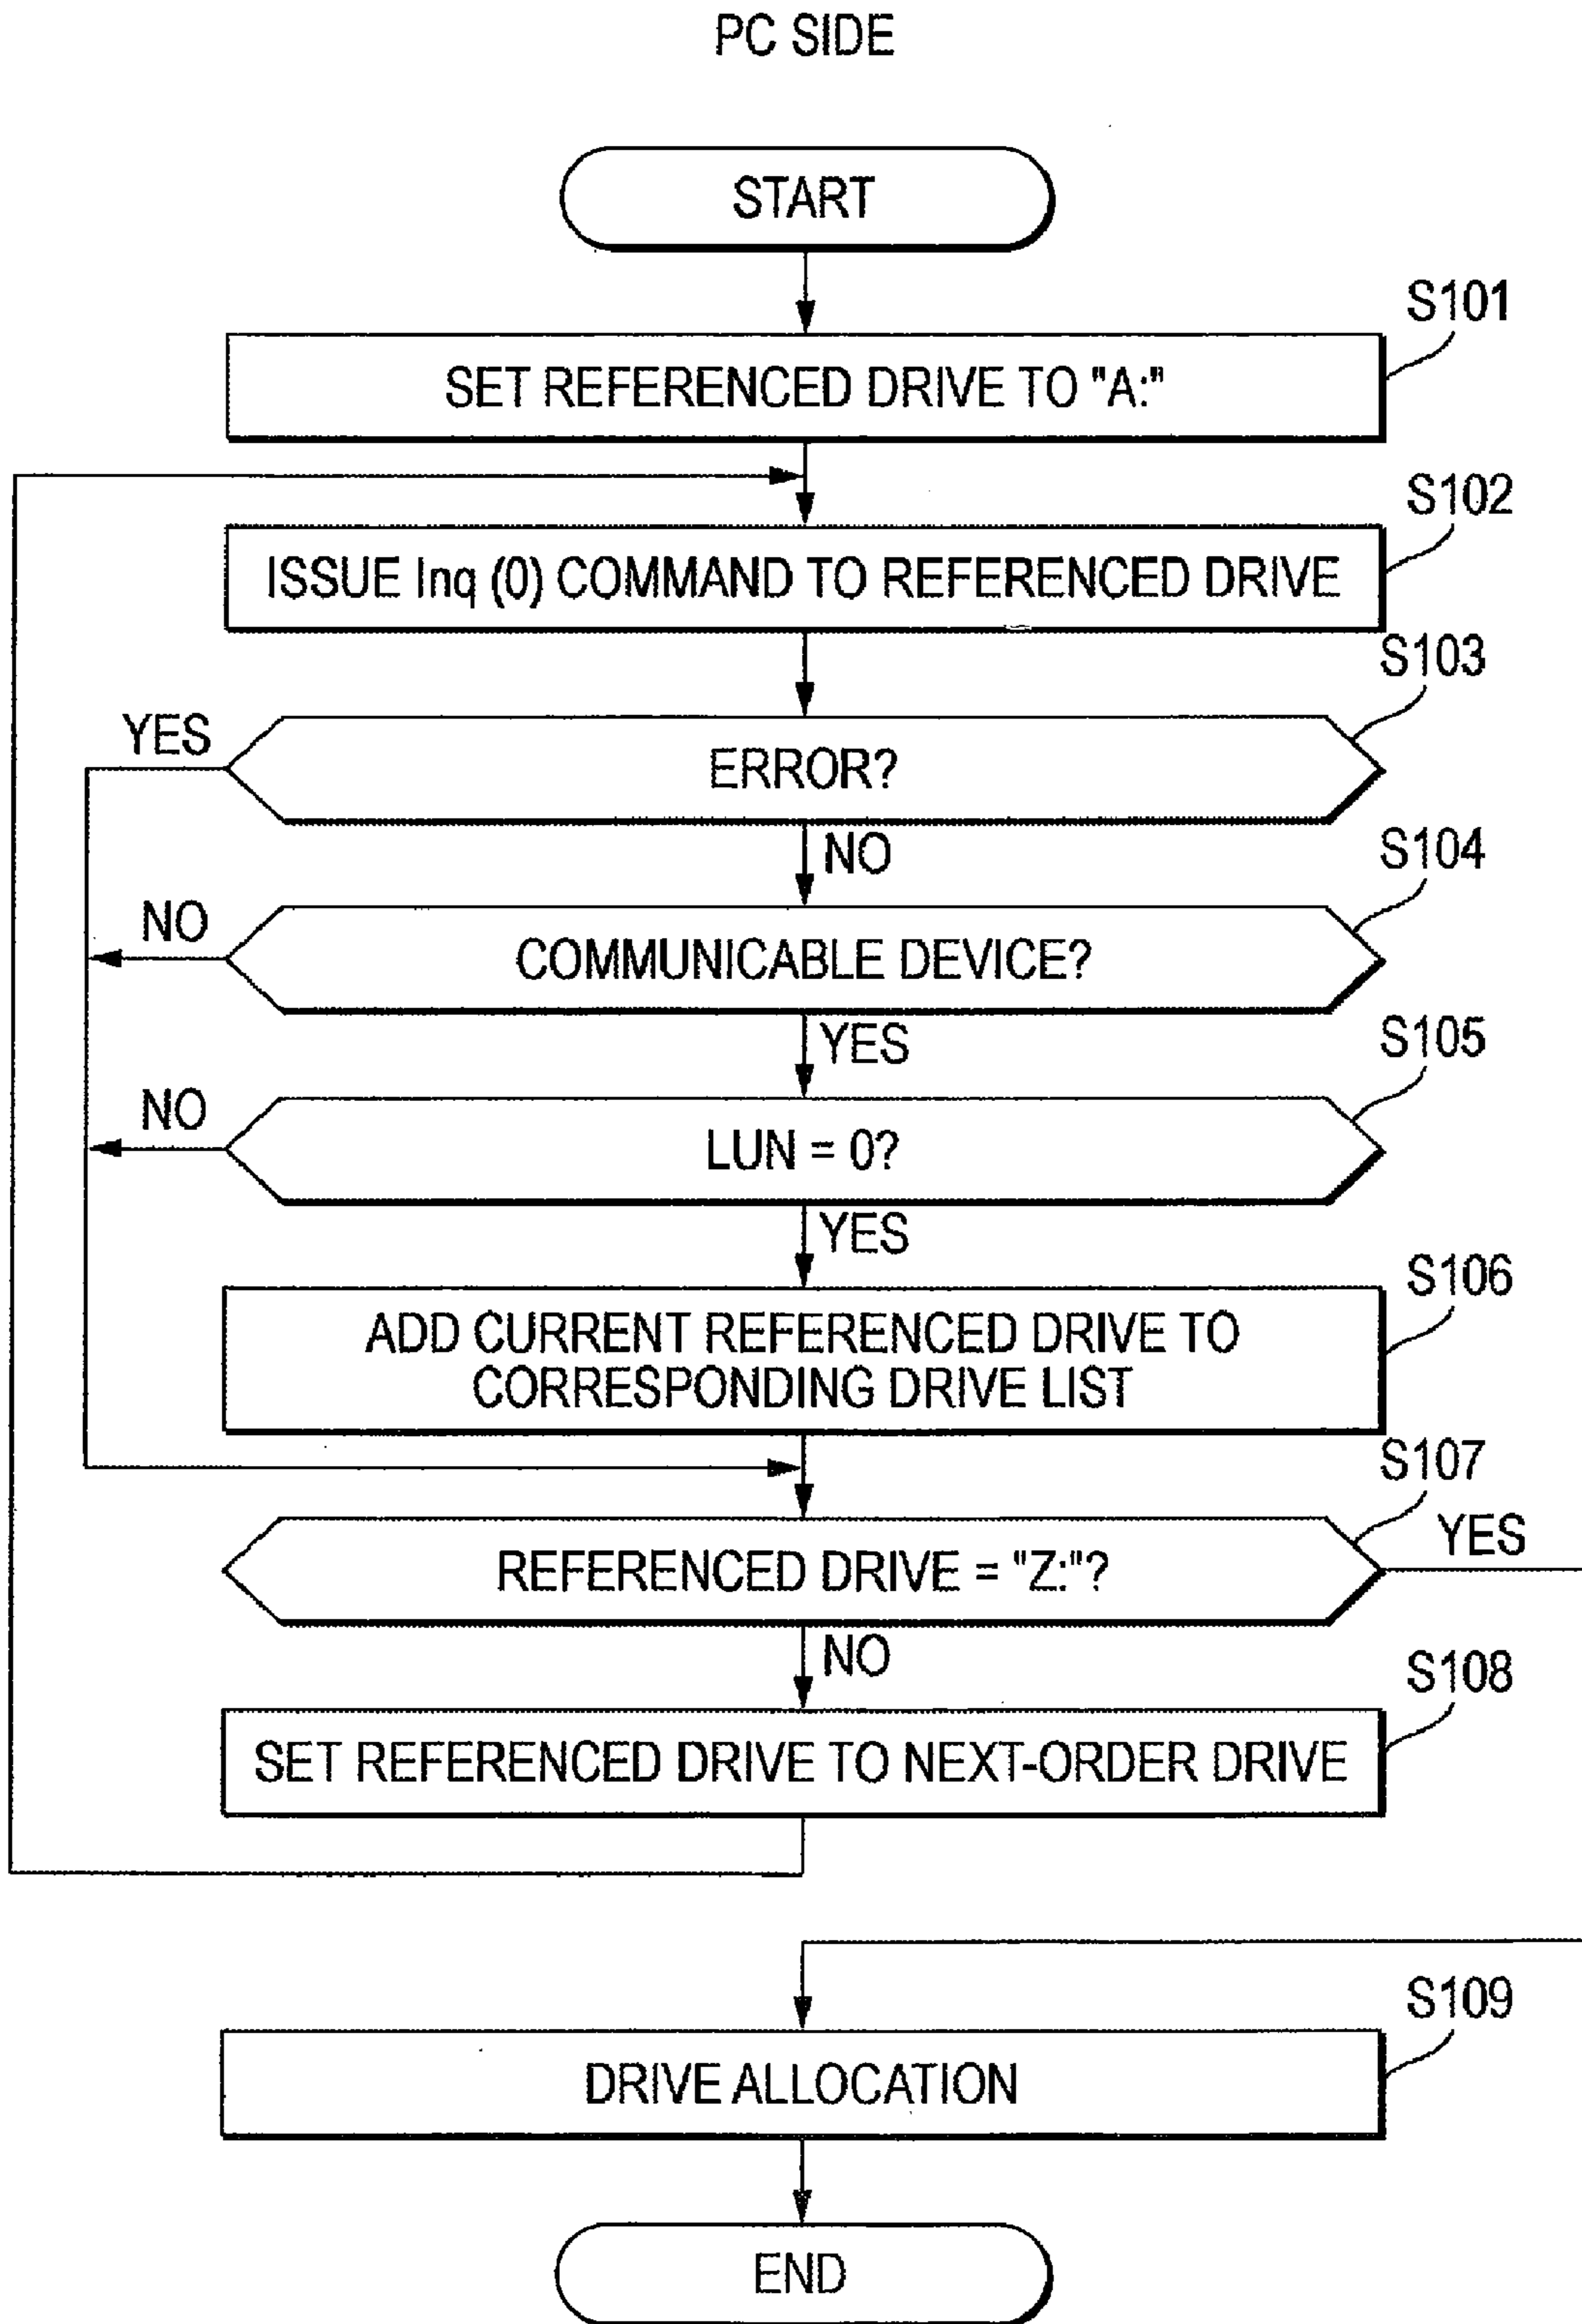 PC SIDE
START
S101
SET REFERENCED DRIVE TO "A:"
S102
ISSUE Inq (0) COMMAND TO REFERENCED DRIVE
S103
YES
ERROR?
NO
S104
NO
COMMUNICABLE DEVICE?
YES
S105
NO
LUN = 0?
YES
S106
ADD CURRENT REFERENCED DRIVE TO
CORRESPONDING DRIVE LIST
S107
YES
REFERENCED DRIVE = "Z:"?
NO
S108
SET REFERENCED DRIVE TO NEXT-ORDER DRIVE
S109
DRIVE ALLOCATION
END